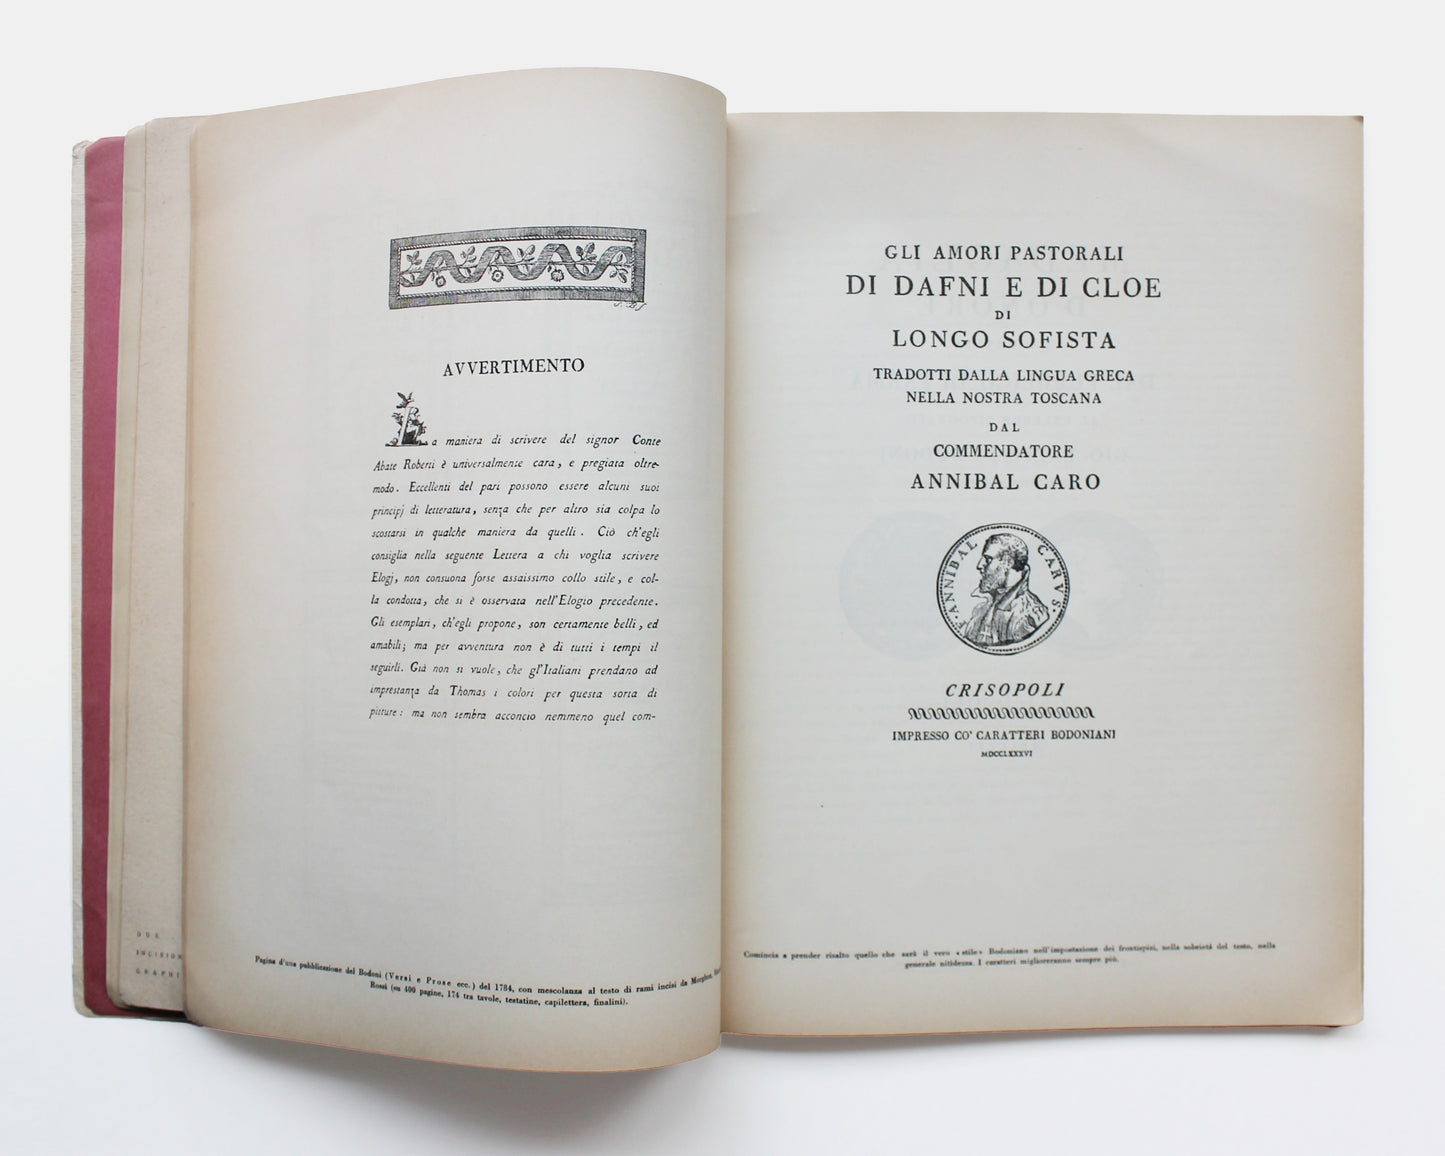 AVVERTIMENTO
a maniera di scrivere del signor Conte
Abate Roberti è universalmente cara, e pregiata oltre-
modo. Eccellenti del pari possono essere alcuni suoi
principj di letteratura, senza che per altro sia colpa lo
scostarsi in qualche maniera da quelli. Ciò ch'egli
consiglia nella seguente Lettera a chi voglia scrivere
Elogj, non consuona forse assaissimo collo stile, e col-
la condotta, che si è osservata nell'Elogio precedente.
Gli esemplari, ch'egli propone, son certamente belli, ed
amabili; ma per avventura non è di tutti i tempi il
seguirli. Già non si vuole, che gl'Italiani prendano ad
imprestanza da Thomas i colori per questa sorta di
pitture: ma non sembra acconcio nemmeno quel com-
Pagina d'una pubblicazione del Bodoni (Versi e Prose ecc.) del 1784, con mescolanza al testo di rami incisi da Morghen,
Rossi (su 400 pagine, 174 tra tavole, testatine, capilettera, finalini).
INCISION
GRAPHI
GLI AMORI PASTORALI
DI DAFNI E DI CLOE
DI
LONGO SOFISTA
TRADOTTI DALLA LINGUA GRECA
NELLA NOSTRA TOSCANA
DAL
COMMENDATORE
ANNIBAL CARO
F. ANNIBAL CARVS.
CRISOPOLI
IMPRESSO CO' CARATTERI BODONIANI
MDCCLXXXVI
Comincia a prender risalto quello che sarà il vero «stile» Bodoniano nell'impostazione dei frontispizi, nella sobrietà del testo, nella
generale nitidezza. I caratteri miglioreranno sempre più.